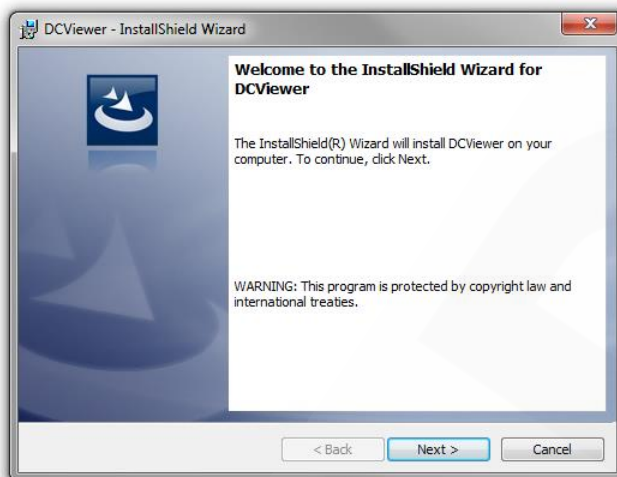 DCViewer - InstallShield Wizard
Welcome to the InstallShield Wizard for
DCViewer
The InstallShield(R) Wizard will install DCViewer on your
computer. To continue, click Next.
WARNING: This program is protected by copyright law and
international treaties.
< Back Next > Cancel